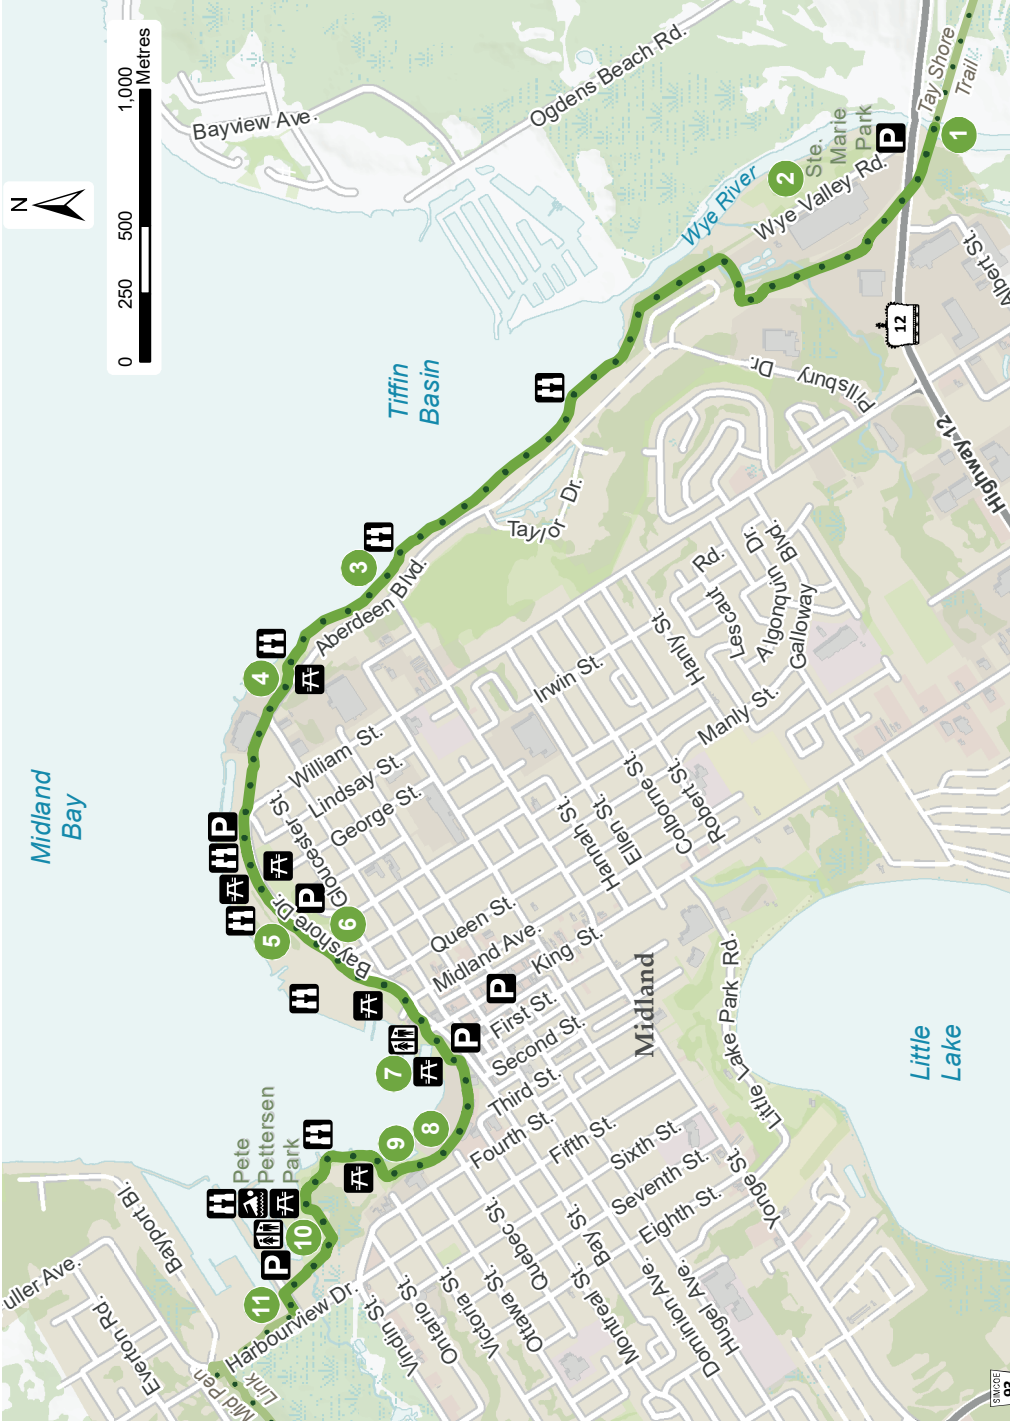 N
0
250
500
1,000
Metres
Bayview Ave.
Ogdens Beach Rd.
Tay Shore
Trail
1
2
Ste.
Marie
Park
P
Wye River
Wye Valley Rd.
Albert St.
12
Highway 12
Pillsbury
Dr.
Tiffin
Basin
Taylor
Dr.
3
Aberdeen Blvd.
4
Midland
Bay
William St.
Lindsay St.
George St.
Gloucester St.
Irwin St.
Hanly St.
Lescaut
Rd.
Algonquin
Dr.
Galloway
Blvd.
Manly St.
Robert St.
Colborne St.
Ellen St.
Hannah St.
P
P
5
6
Bayshore Dr.
Queen St.
Midland Ave.
King St.
P
P
First St.
Second St.
Third St.
Fourth St.
Fifth St.
Sixth St.
Seventh St.
Eighth St.
Midland
Little Lake Park Rd.
Little
Lake
Yonge St.
7
8
9
Pete
Pettersen
Park
P
10
11
Bayport Bl.
uller Ave.
Everton Rd.
Harbourview Dr.
Mid Pen
Link
Vindin St.
Ontario St.
Victoria St.
Ottawa St.
Quebec St.
Montreal St.
Bay St.
Dominion Ave.
Hugel Ave.
SIMCOE
93